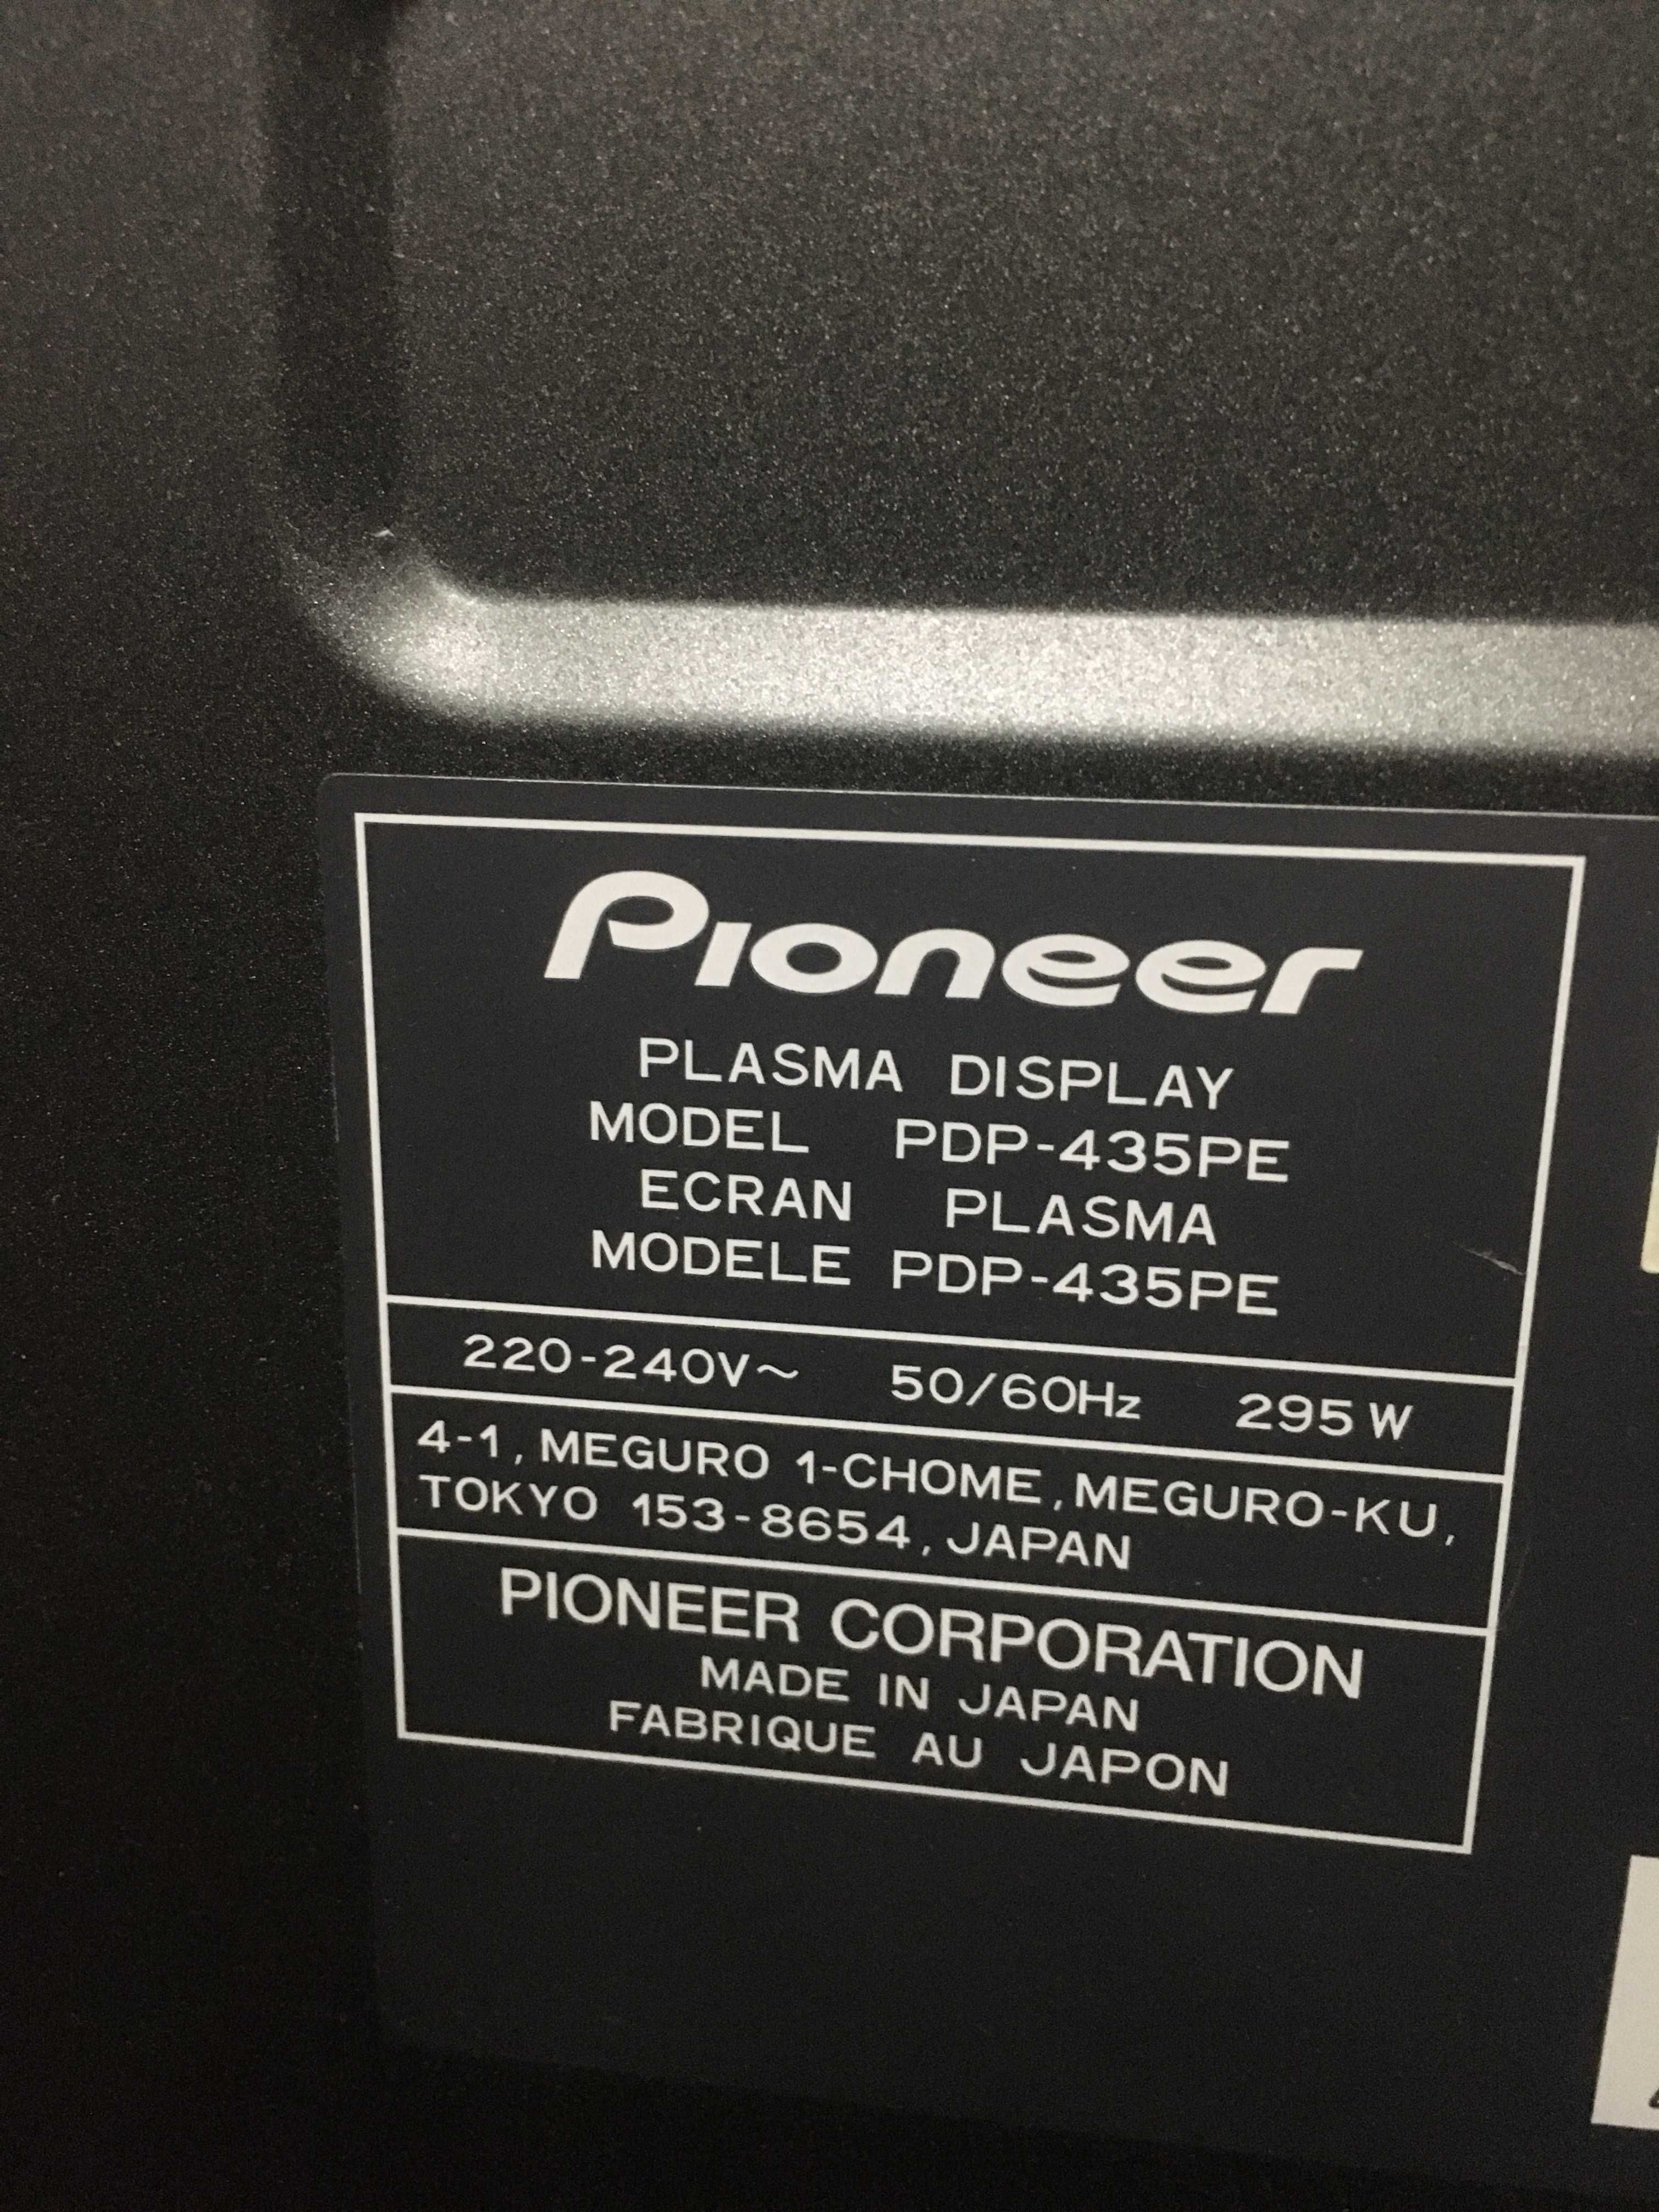 Pioneer
PLASMA DISPLAY
MODEL PDP-435PE
ECRAN PLASMA
MODELE PDP-435PE
220-240V~ 50/60Hz 295W
4-1, MEGURO 1-CHOME, MEGURO-KU,
TOKYO 153-8654, JAPAN
PIONEER CORPORATION
MADE IN JAPAN
FABRIQUE AU JAPON